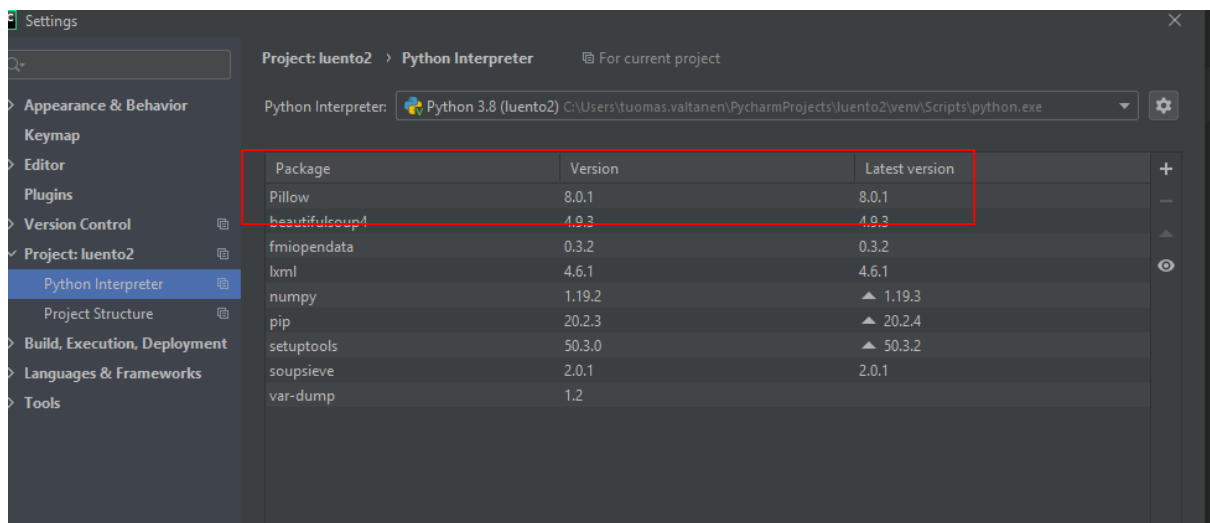 Settings
Project: luento2 > Python Interpreter For current project
Appearance & Behavior
Keymap
Editor
Plugins
Version Control
Project: luento2
Python Interpreter
Project Structure
Build, Execution, Deployment
Languages & Frameworks
Tools
Python Interpreter: Python 3.8 (luento2) C:\Users\tuomas.valtanen\PycharmProjects\luento2\venv\Scripts\python.exe
Package Version Latest version
Pillow 8.0.1 8.0.1
beautifulsoup4 4.9.3 4.9.3
fmiopendata 0.3.2 0.3.2
lxml 4.6.1 4.6.1
numpy 1.19.2 1.19.3
pip 20.2.3 20.2.4
setuptools 50.3.0 50.3.2
soupsieve 2.0.1 2.0.1
var-dump 1.2